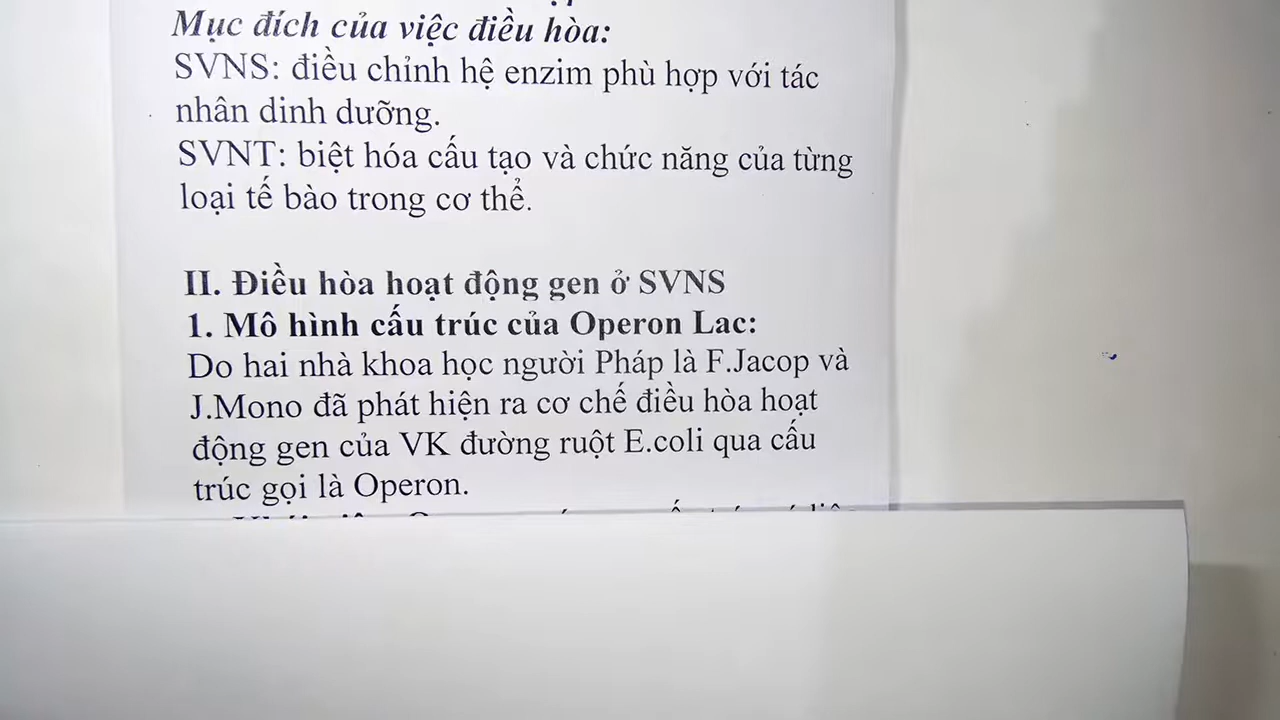 Mục đích của việc điều hòa:
SVNS: điều chỉnh hệ enzim phù hợp với tác
nhân dinh dưỡng.
SVNT: biệt hóa cấu tạo và chức năng của từng
loại tế bào trong cơ thể.
II. Điều hòa hoạt động gen ở SVNS
1. Mô hình cấu trúc của Operon Lac:
Do hai nhà khoa học người Pháp là F.Jacop và
J.Mono đã phát hiện ra cơ chế điều hòa hoạt
động gen của VK đường ruột E.coli qua cấu
trúc gọi là Operon.